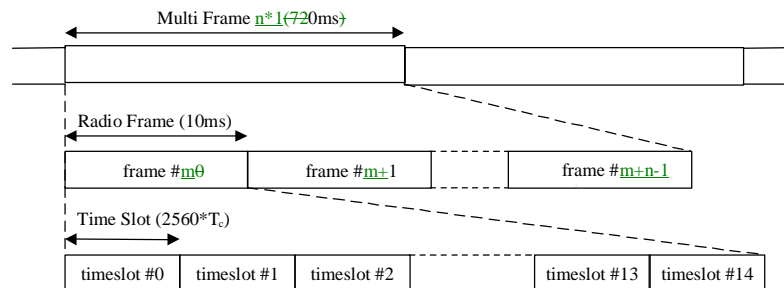 Multi Frame n*1(720ms)
Radio Frame (10ms)
frame #m0 frame #m+1 frame #m+n-1
Time Slot (2560*Tc)
timeslot #0 timeslot #1 timeslot #2 timeslot #13 timeslot #14